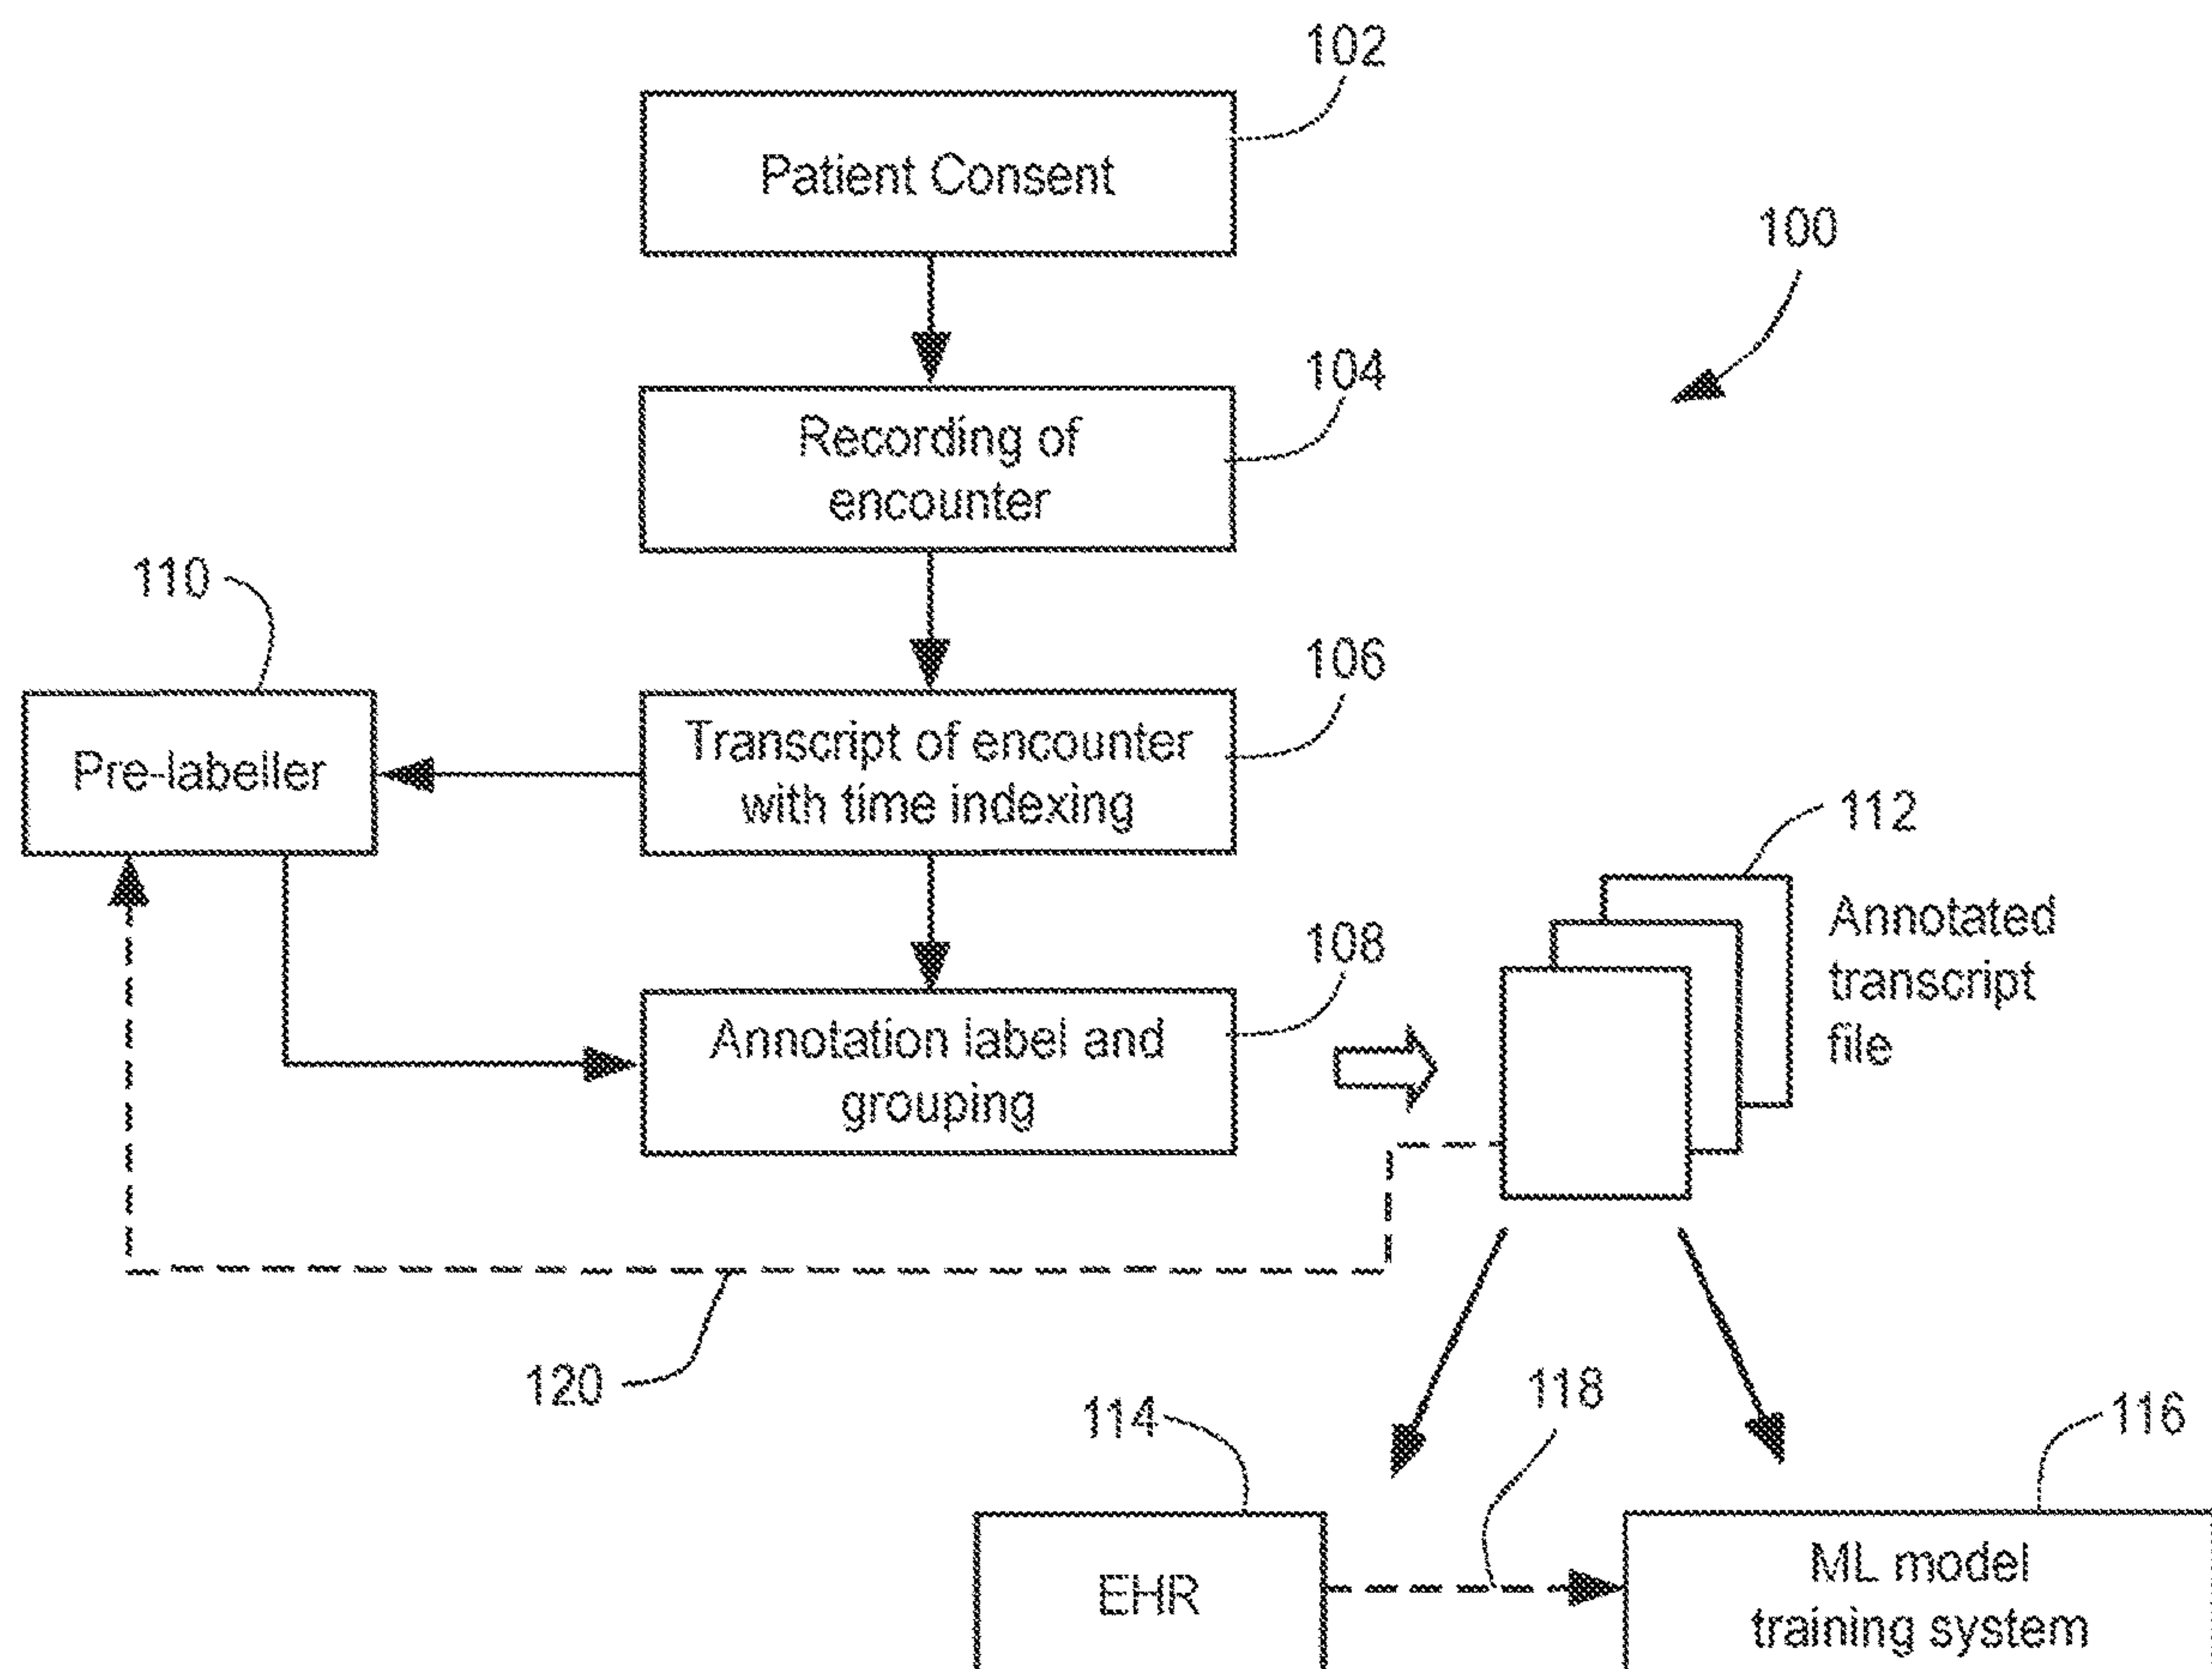 102
Patient Consent
100
104
Recording of
encounter
110
106
Pre-labeller
Transcript of encounter
with time indexing
112
Annotated
transcript
file
108
Annotation label and
grouping
120
118
114
116
EHR
ML model
training system